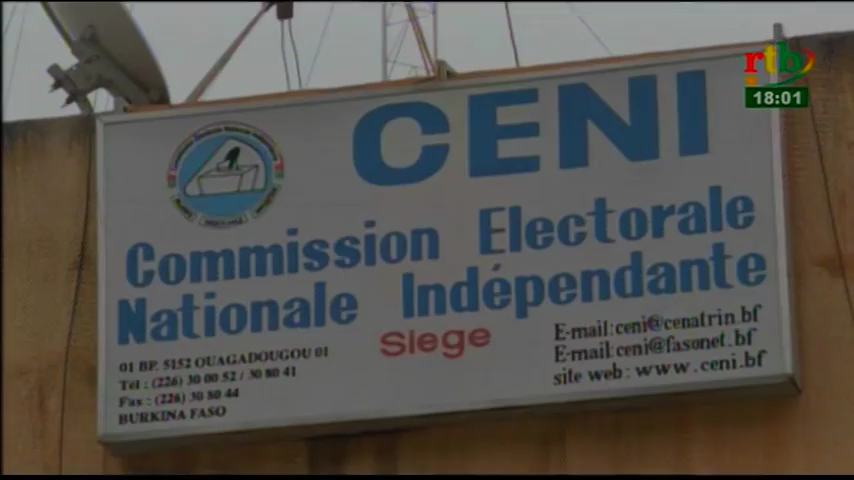 rtb
18:01
CENI
Commission Electorale
Nationale Indépendante
Siege
01 BP. 5152 OUAGADOUGOU 01
Tél : (226) 30 00 52 / 30 80 41
Fax : (226) 30 80 44
BURKINA FASO
E-mail:ceni@cenatrin.bf
E-mail:ceni@fasonet.bf
site web: www.ceni.bf